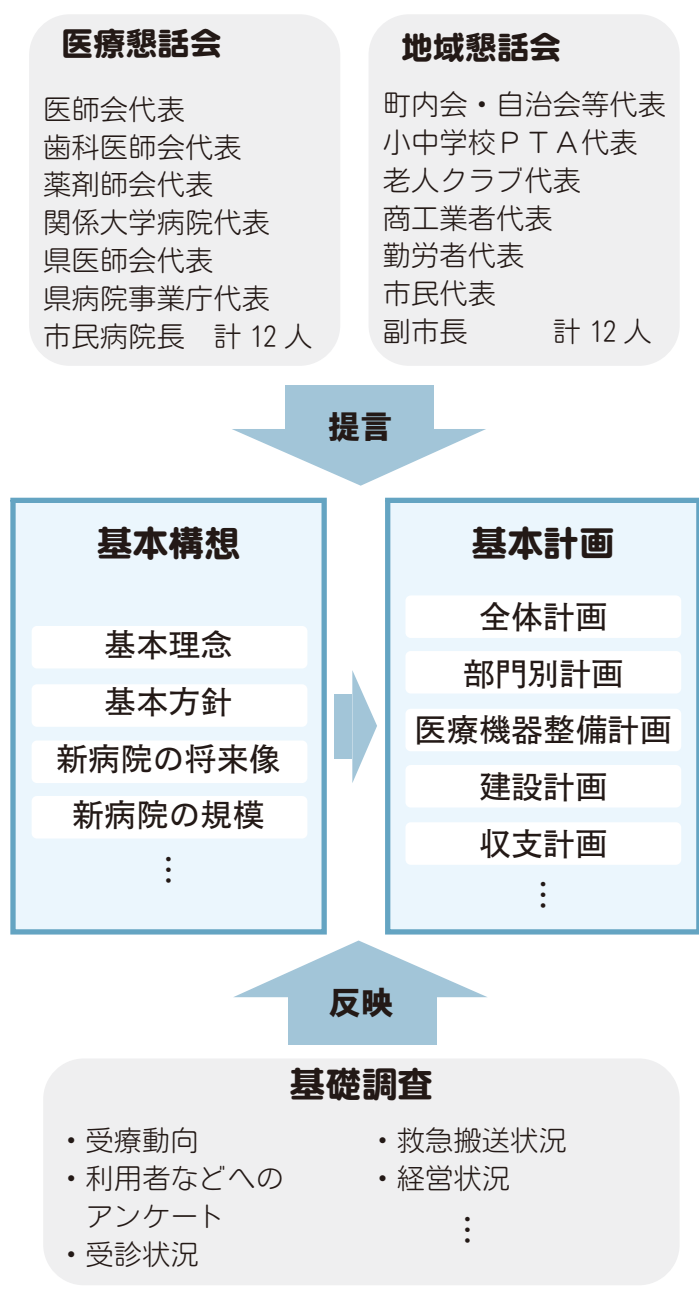 医療懇話会
医師会代表
歯科医師会代表
薬剤師会代表
関係大学病院代表
県医師会代表
県病院事業庁代表
市民病院長　計 12 人
地域懇話会
町内会・自治会等代表
小中学校ＰＴＡ代表
老人クラブ代表
商工業者代表
勤労者代表
市民代表
副市長　計 12 人
提言
基本構想
基本理念
基本方針
新病院の将来像
新病院の規模
⋮
基本計画
全体計画
部門別計画
医療機器整備計画
建設計画
収支計画
⋮
反映
基礎調査
・受療動向
・利用者などへの
アンケート
・受診状況
・救急搬送状況
・経営状況
⋮